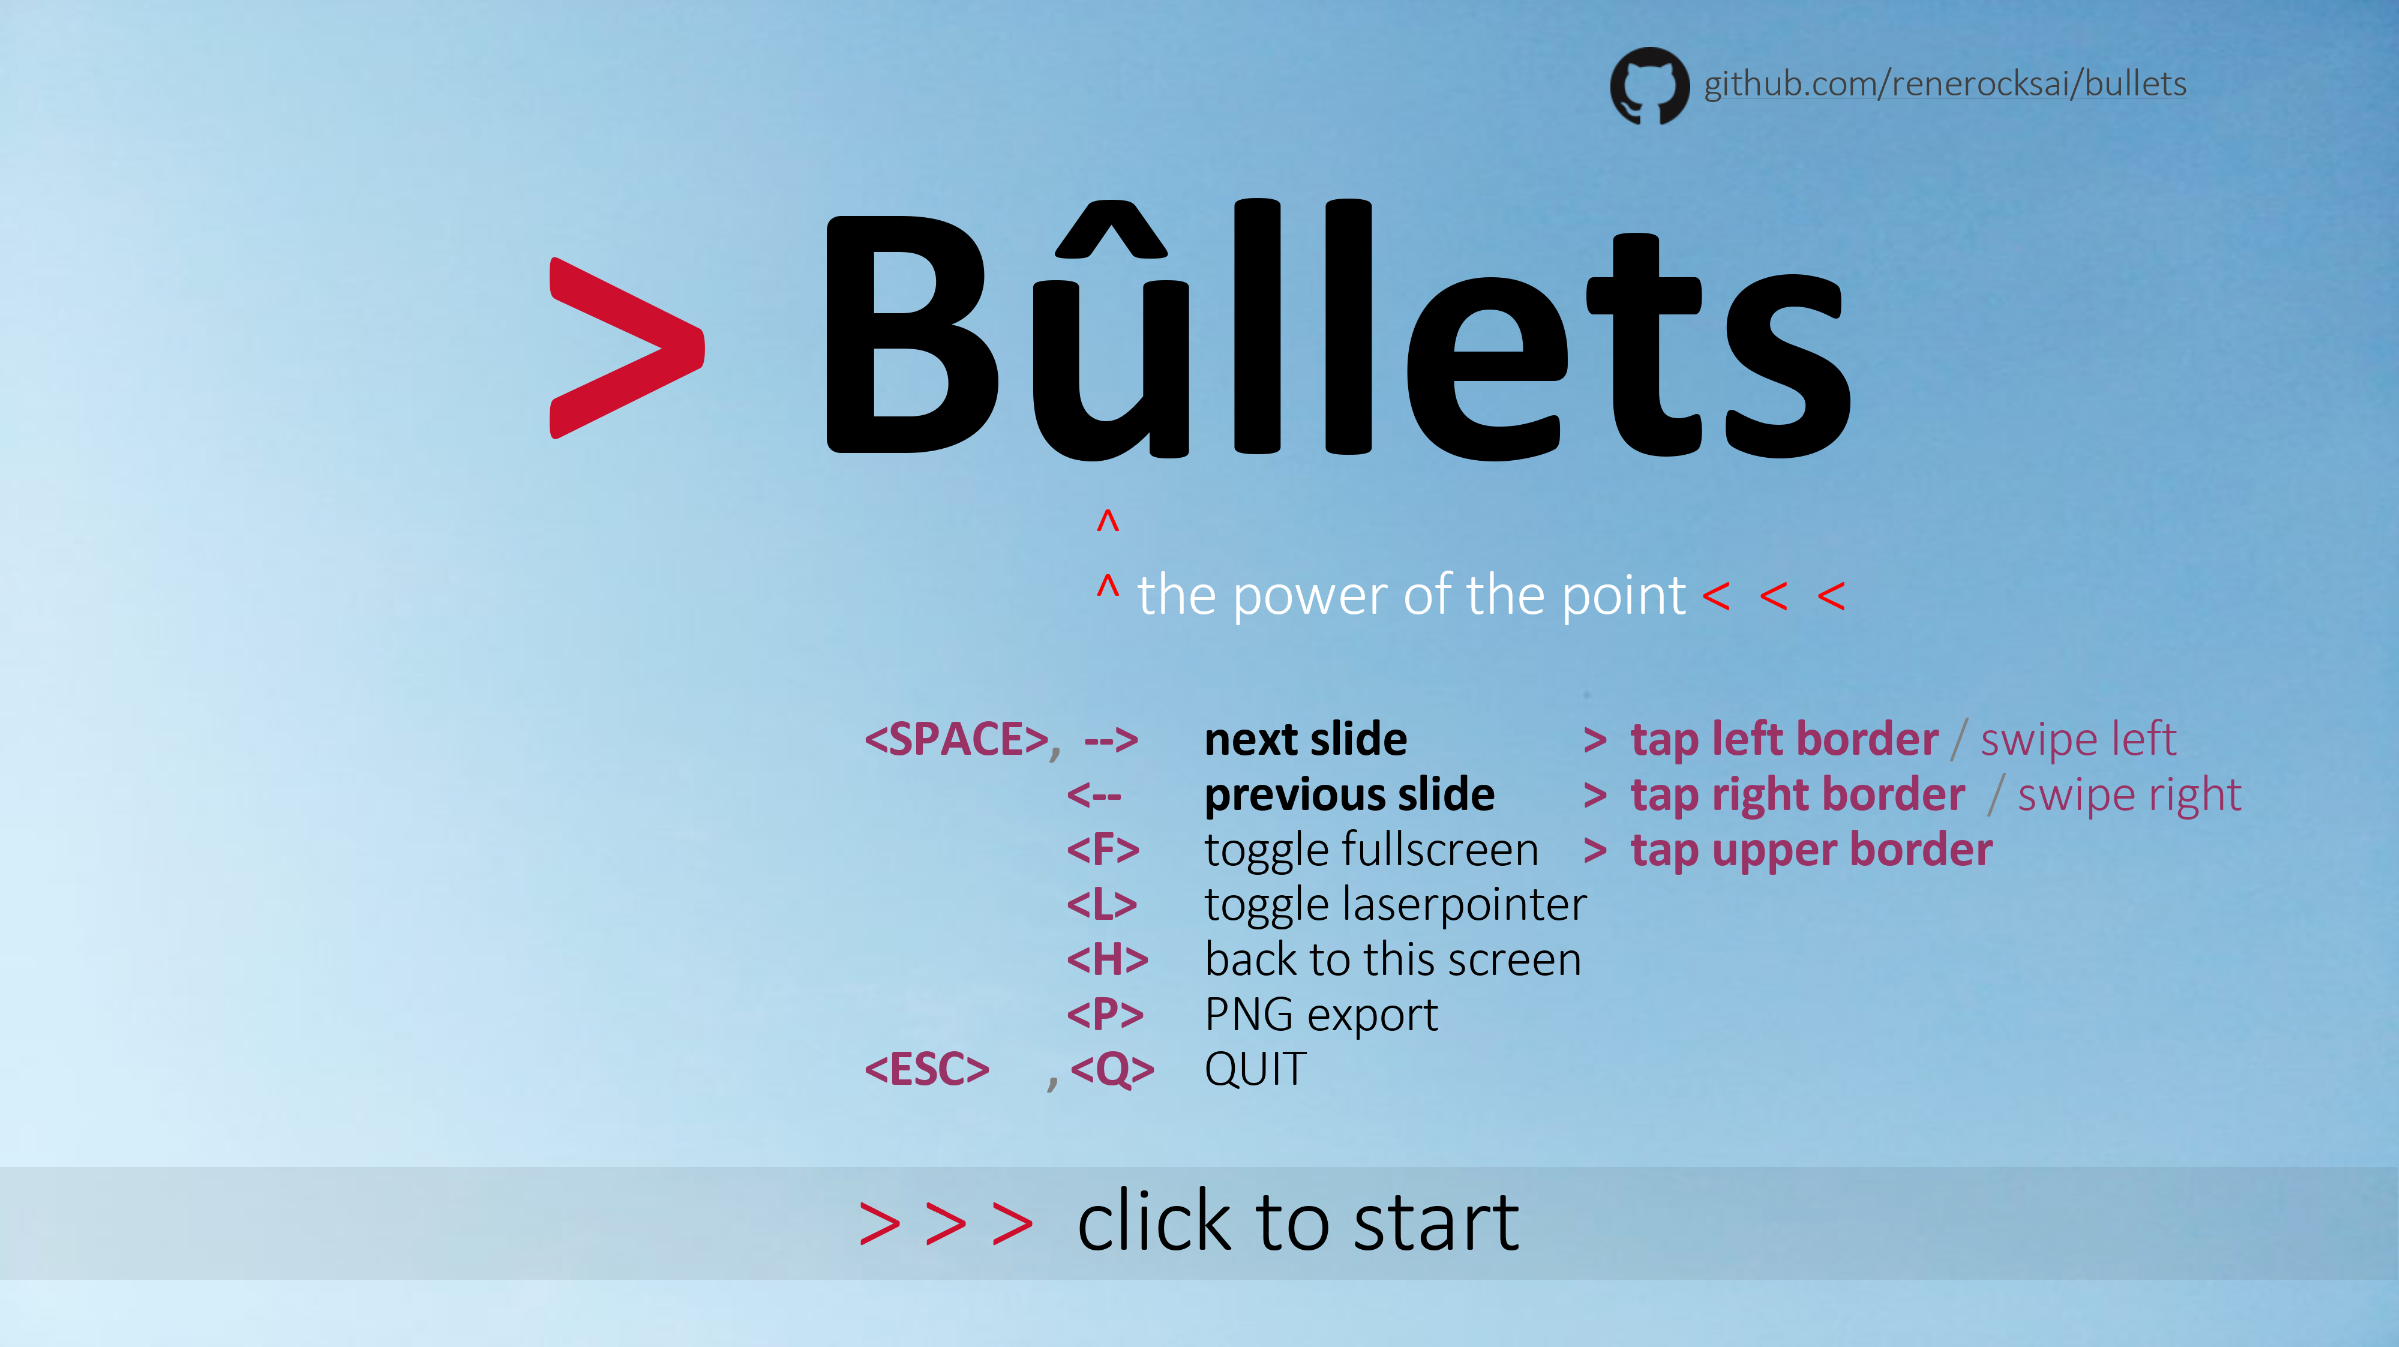 github.com/renerocksai/bullets
> Bûllets
^
^ the power of the point < < <
<SPACE>, --> next slide > tap left border / swipe left
<-- previous slide > tap right border / swipe right
<F> toggle fullscreen > tap upper border
<L> toggle laserpointer
<H> back to this screen
<P> PNG export
<ESC> , <Q> QUIT
> > > click to start